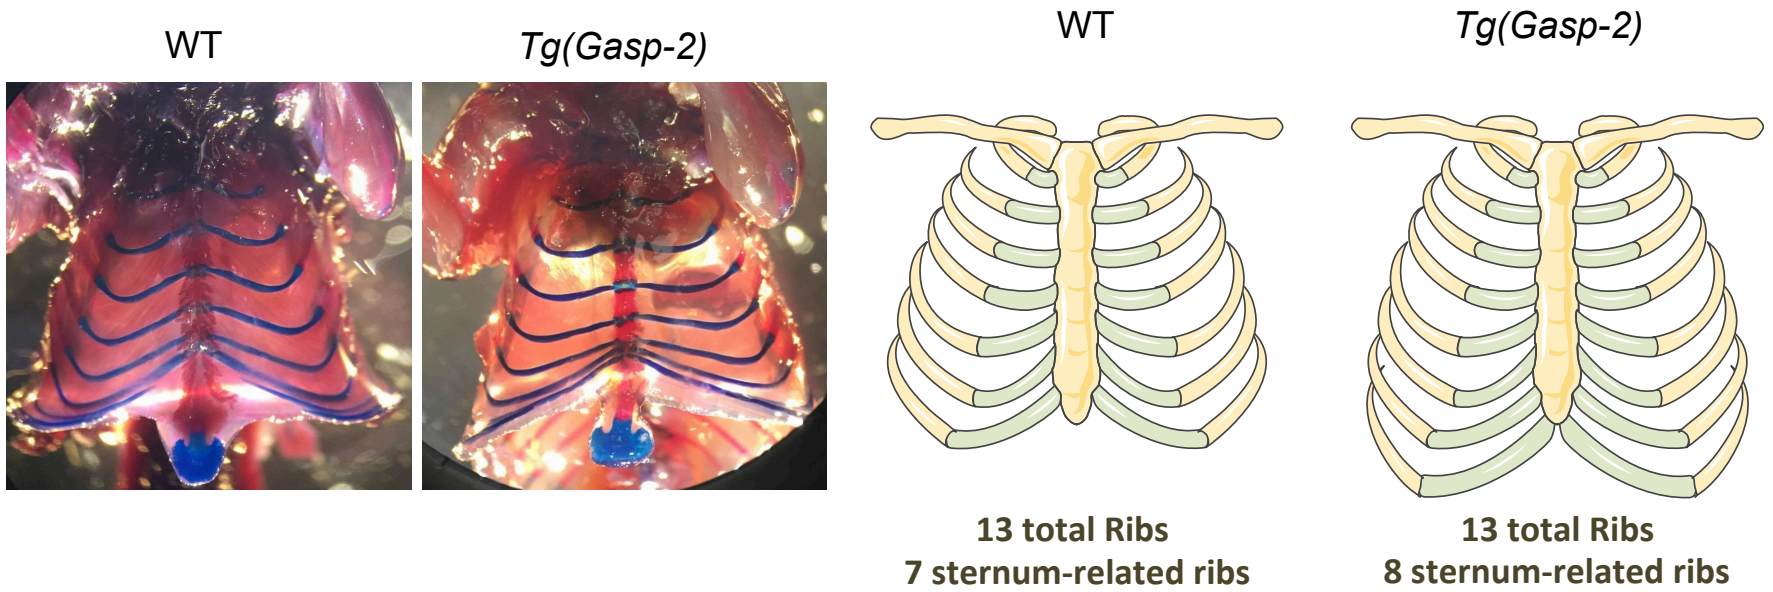 WT
Tg(Gasp-2)
WT
Tg(Gasp-2)
13 total Ribs
7 sternum-related ribs
13 total Ribs
8 sternum-related ribs